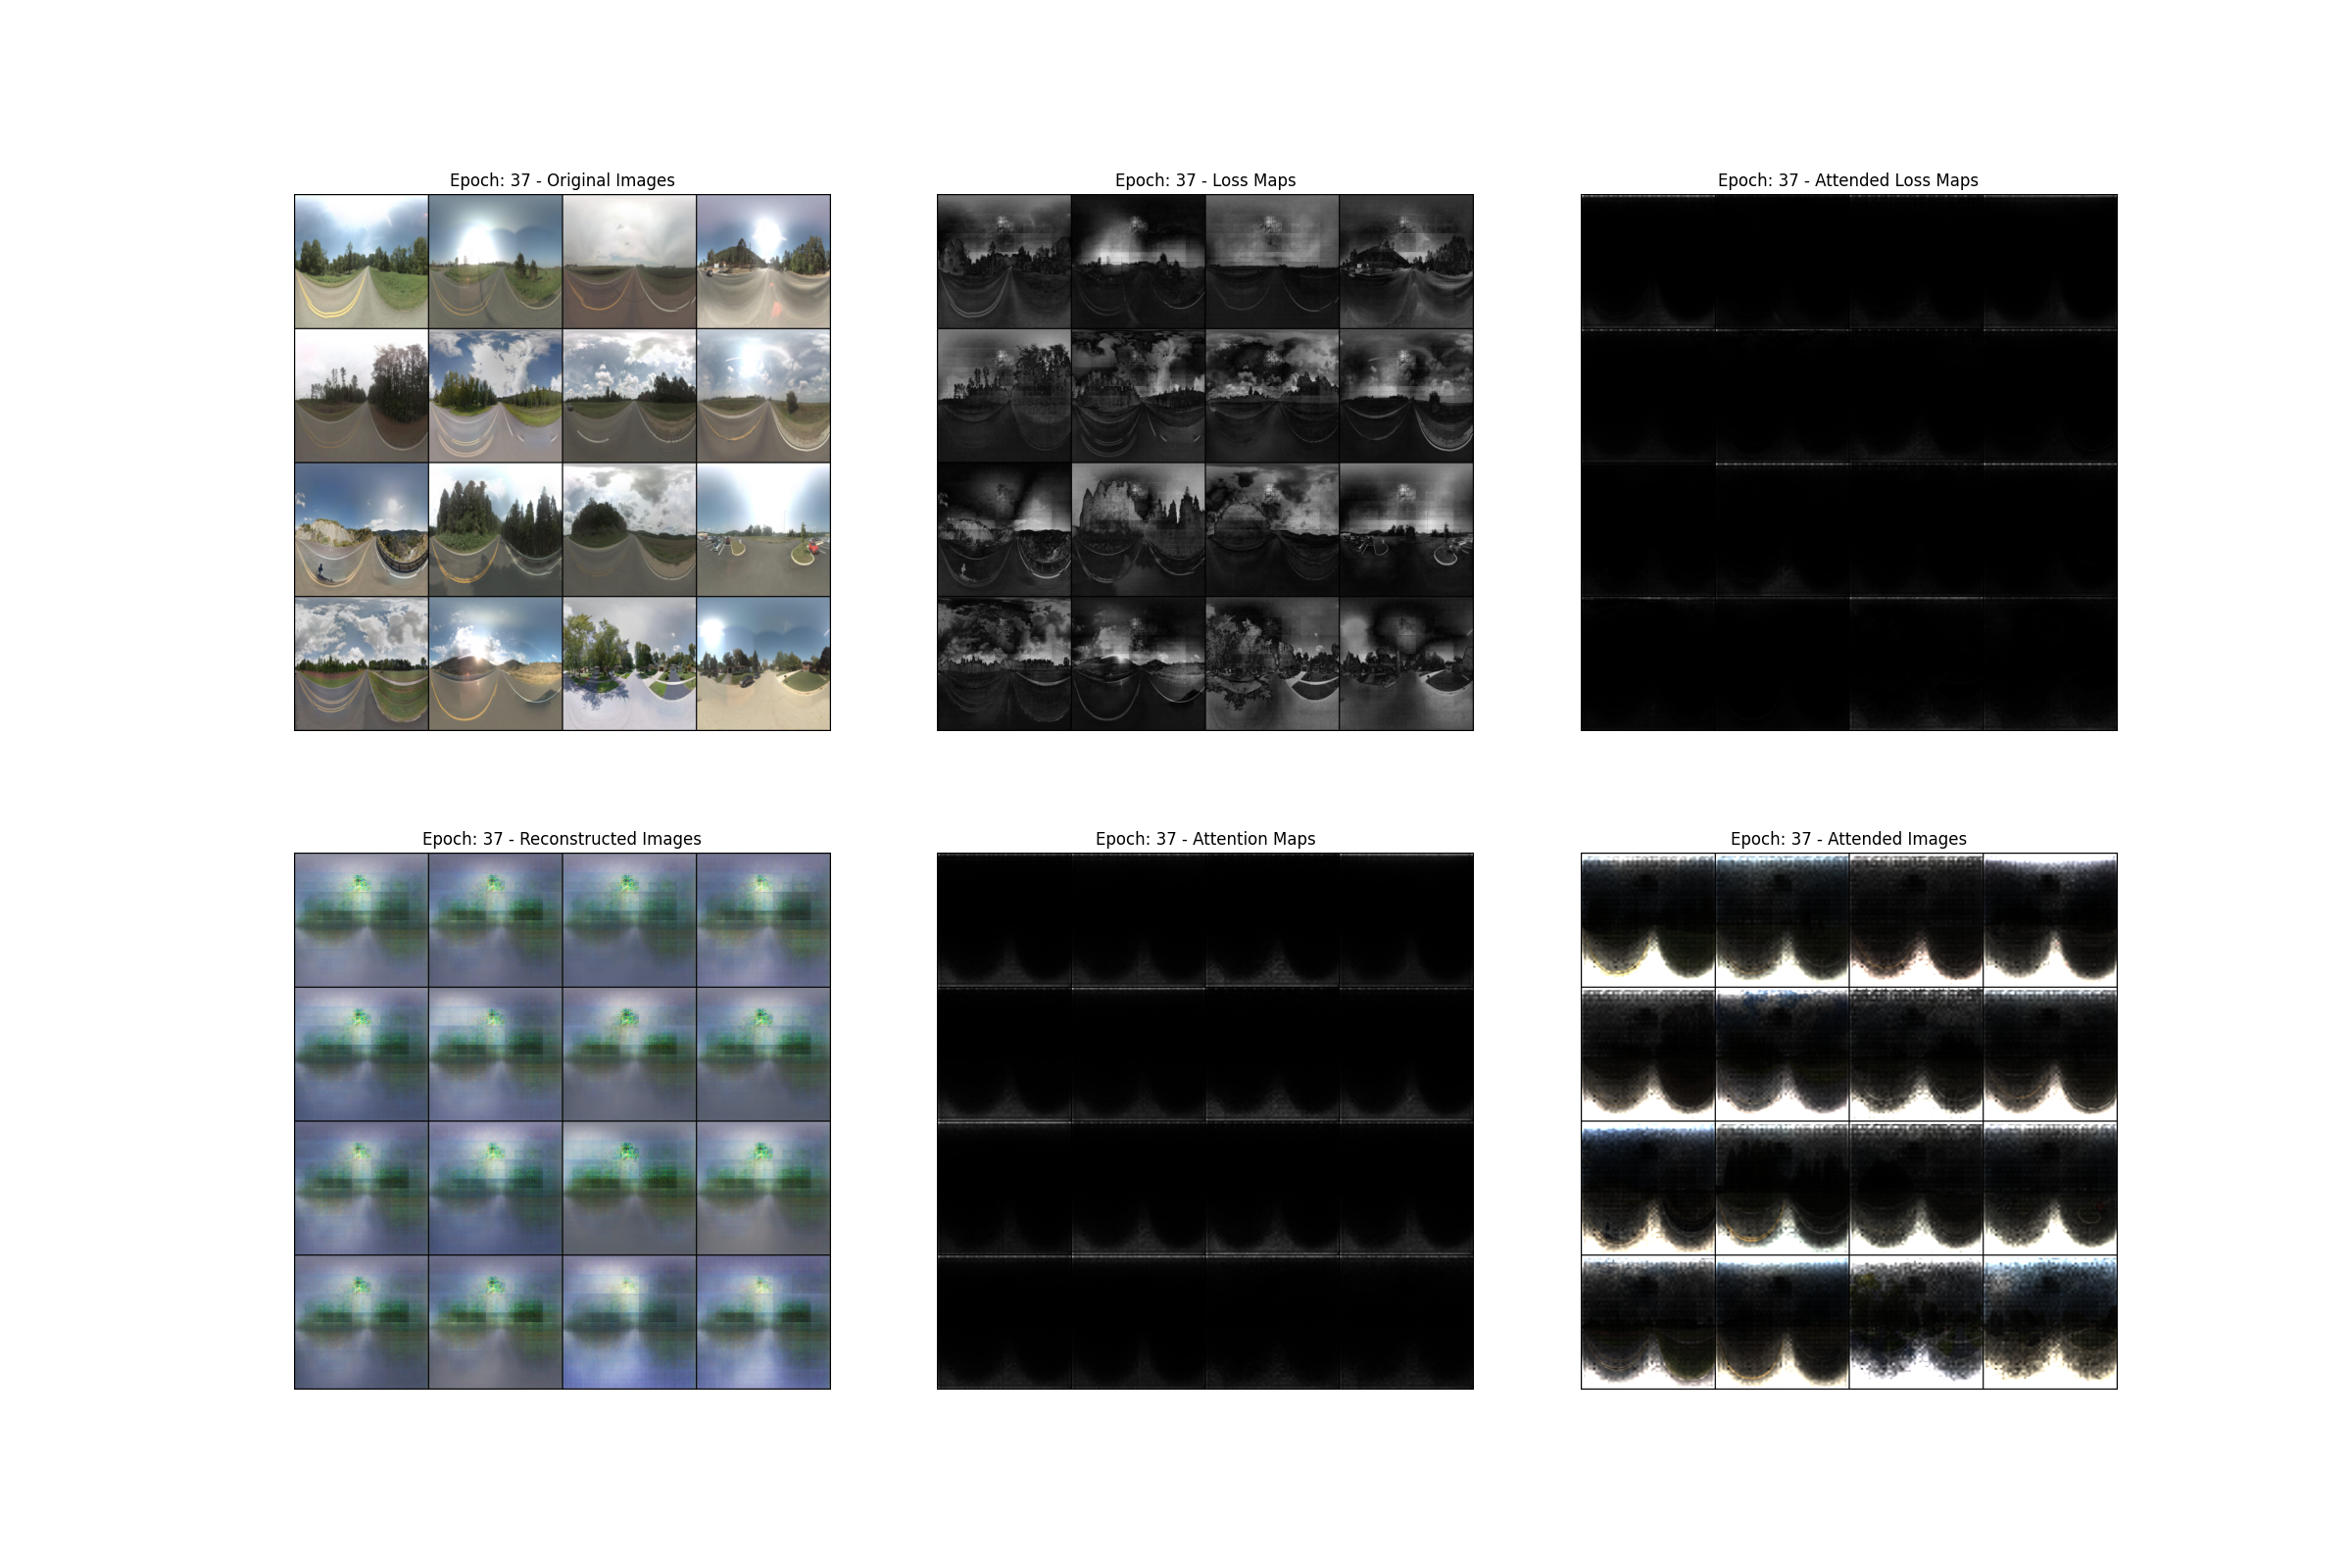 Epoch: 37 - Original Images
Epoch: 37 - Loss Maps
Epoch: 37 - Attended Loss Maps
Epoch: 37 - Reconstructed Images
Epoch: 37 - Attention Maps
Epoch: 37 - Attended Images